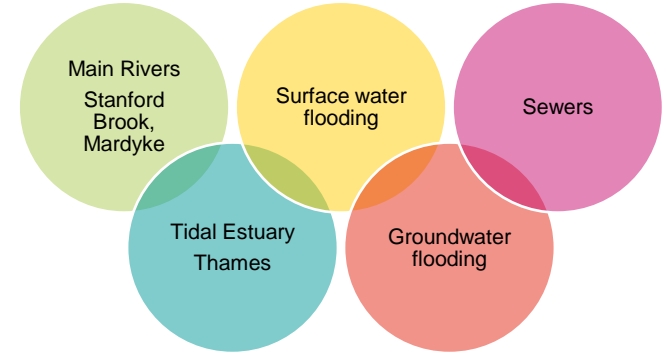 Main Rivers
Stanford
Brook,
Mardyke
Surface water
flooding
Sewers
Tidal Estuary
Thames
Groundwater
flooding